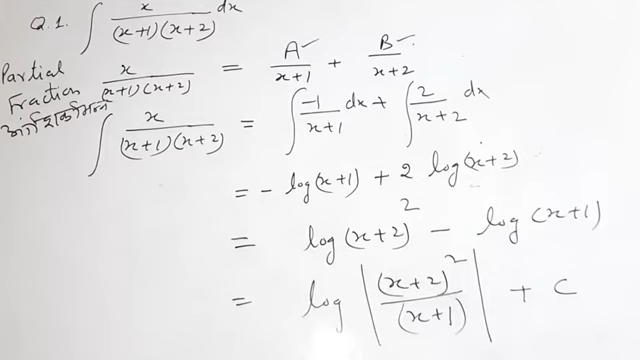 Q.1. ∫ x/((x+1)(x+2)) dx
Partial Fraction x/((x+1)(x+2)) = A/(x+1) + B/(x+2)
∫ x/((x+1)(x+2)) = ∫ -1/(x+1) dx + ∫ 2/(x+2) dx
= - log(x+1) + 2 log(x+2)
= log(x+2)² - log(x+1)
= log |(x+2)²/(x+1)| + C